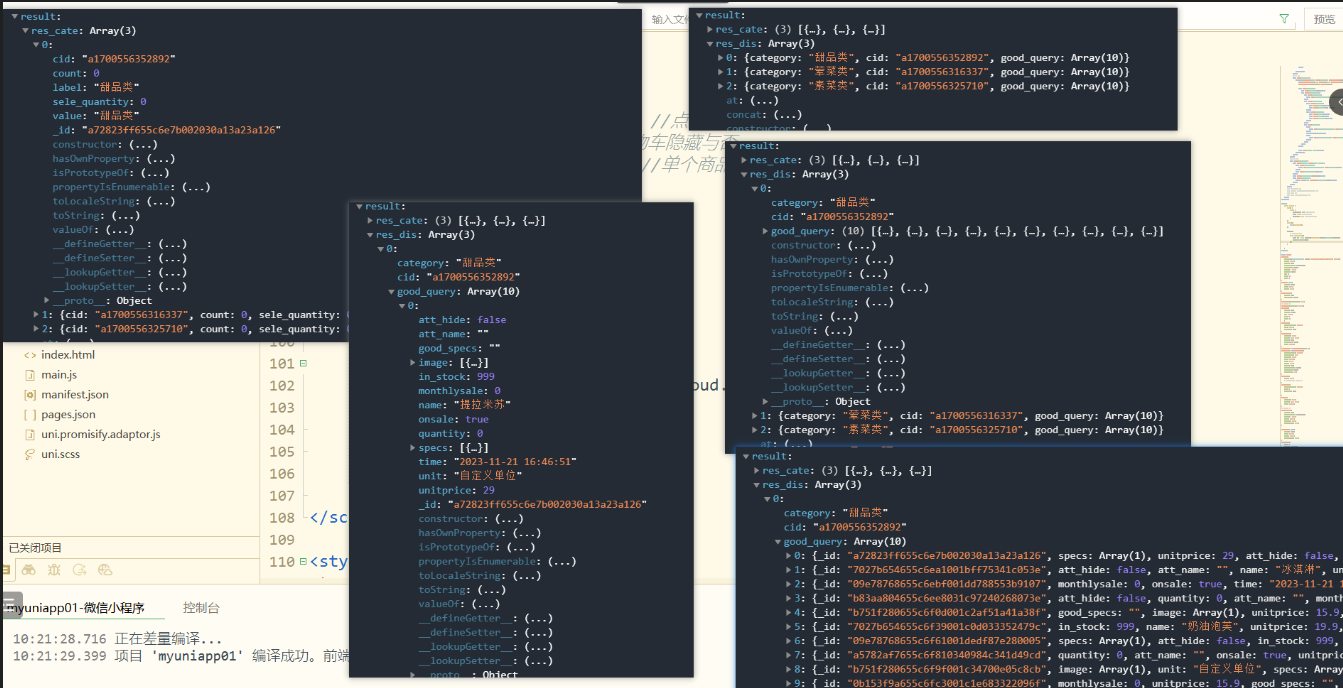 result:
res_cate: Array(3)
0:
cid: "a1700556352892"
count: 0
label: "甜品类"
sele_quantity: 0
value: "甜品类"
_id: "a72823ff655c6e7b002030a13a23a126"
constructor: (...)
hasOwnProperty: (...)
isPrototypeOf: (...)
propertyIsEnumerable: (...)
toLocaleString: (...)
toString: (...)
valueOf: (...)
__defineGetter__: (...)
__defineSetter__: (...)
__lookupGetter__: (...)
__lookupSetter__: (...)
__proto__: Object
1: {cid: "a1700556316337", count: 0, sele_quantity:
2: {cid: "a1700556325710", count: 0, sele_quantity:
index.html
main.js
manifest.json
pages.json
uni.promisify.adaptor.js
uni.scss
已关闭项目
myuniapp01-微信小程序
控制台
10:21:28.716 正在差量编译...
10:21:29.399 项目 'myuniapp01' 编译成功。前端
101
102
103
104
105
106
107
108 </sc
109
110 <sty
result:
res_cate: (3) [{…}, {…}, {…}]
res_dis: Array(3)
0:
category: "甜品类"
cid: "a1700556352892"
good_query: Array(10)
0:
att_hide: false
att_name: ""
good_specs: ""
image: [{…}]
in_stock: 999
monthlysale: 0
name: "提拉米苏"
onsale: true
quantity: 0
specs: [{…}]
time: "2023-11-21 16:46:51"
unit: "自定义单位"
unitprice: 29
_id: "a72823ff655c6e7b002030a13a23a126"
constructor: (...)
hasOwnProperty: (...)
isPrototypeOf: (...)
propertyIsEnumerable: (...)
toLocaleString: (...)
toString: (...)
valueOf: (...)
__defineGetter__: (...)
__defineSetter__: (...)
__lookupGetter__: (...)
__lookupSetter__: (...)
__proto__: Object
输入文件
预览
//点
物车隐藏与否
//单个商品
oud.
result:
res_cate: (3) [{…}, {…}, {…}]
res_dis: Array(3)
0: {category: "甜品类", cid: "a1700556352892", good_query: Array(10)}
1: {category: "荤菜类", cid: "a1700556316337", good_query: Array(10)}
2: {category: "素菜类", cid: "a1700556325710", good_query: Array(10)}
at: (...)
concat: (...)
constructor: (...)
result:
res_cate: (3) [{…}, {…}, {…}]
res_dis: Array(3)
0:
category: "甜品类"
cid: "a1700556352892"
good_query: (10) [{…}, {…}, {…}, {…}, {…}, {…}, {…}, {…}, {…}, {…}]
constructor: (...)
hasOwnProperty: (...)
isPrototypeOf: (...)
propertyIsEnumerable: (...)
toLocaleString: (...)
toString: (...)
valueOf: (...)
__defineGetter__: (...)
__defineSetter__: (...)
__lookupGetter__: (...)
__lookupSetter__: (...)
__proto__: Object
1: {category: "荤菜类", cid: "a1700556316337", good_query: Array(10)}
2: {category: "素菜类", cid: "a1700556325710", good_query: Array(10)}
at: (...)
result:
res_cate: (3) [{…}, {…}, {…}]
res_dis: Array(3)
0:
category: "甜品类"
cid: "a1700556352892"
good_query: Array(10)
0: {_id: "a72823ff655c6e7b002030a13a23a126", specs: Array(1), unitprice: 29, att_hide: false,
1: {_id: "7027b654655c6ea1001bff75341c053e", att_hide: false, att_name: "", name: "冰淇淋", un
2: {_id: "09e78768655c6ebf001dd788553b9107", monthlysale: 0, onsale: true, time: "2023-11-21 1
3: {_id: "b83aa804655c6ee8031c97240268073e", att_hide: false, quantity: 0, att_name: "", month
4: {_id: "b751f280655c6f0d001c2af51a41a38f", good_specs: "", image: Array(1), unitprice: 15.9,
5: {_id: "7027b654655c6f39001c0d033352479c", in_stock: 999, name: "奶油泡芙", unitprice: 19.9,
6: {_id: "09e78768655c6f61001dedf87e280005", specs: Array(1), att_hide: false, in_stock: 999,
7: {_id: "a5782af7655c6f810340984c341d49cd", quantity: 0, att_name: "", onsale: true, unitpric
8: {_id: "b751f280655c6f9f001c34700e05c8cb", image: Array(1), unit: "自定义单位", specs: Array
9: {_id: "0b153f9a655c6fc3001c1e683322096f", monthlysale: 0, unitprice: 15.9, good_specs: "",